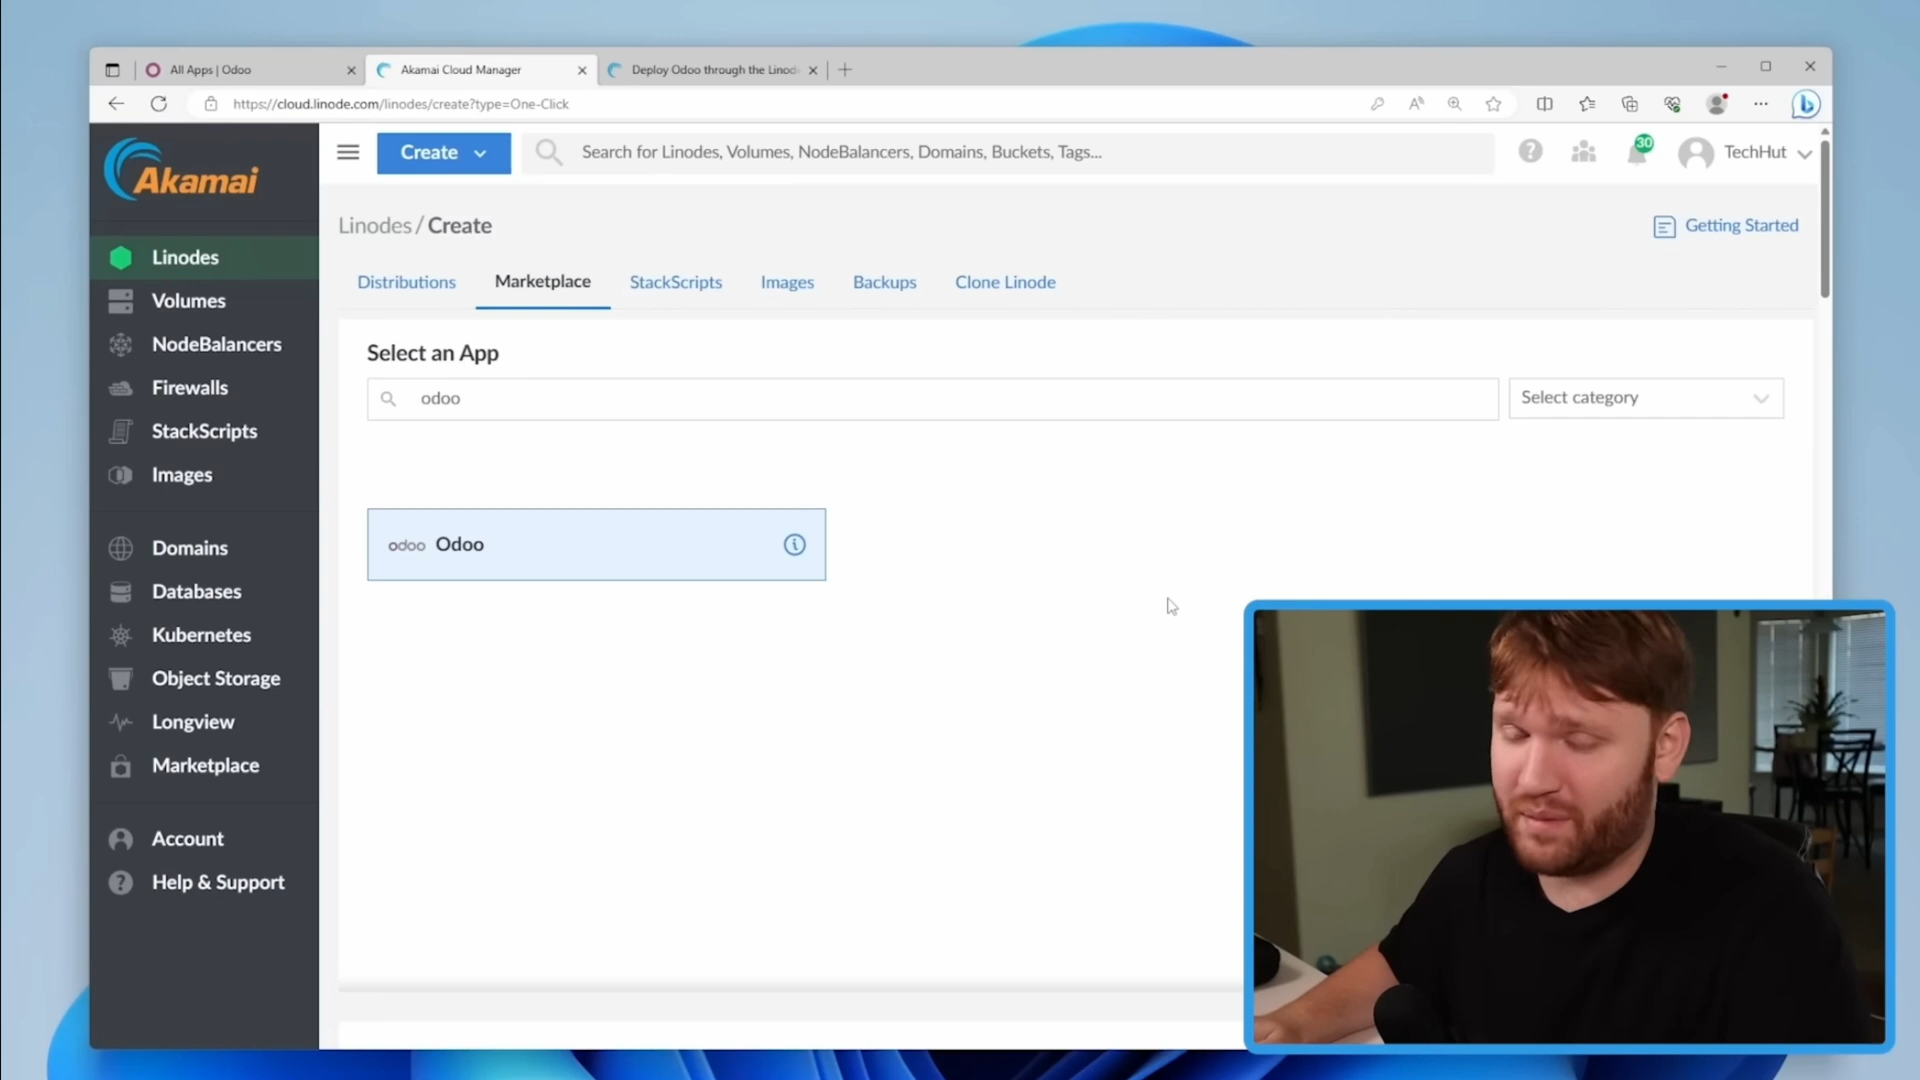 All Apps | Odoo
Akamai Cloud Manager
Deploy Odoo through the Linod
https://cloud.linode.com/linodes/create?type=One-Click
Akamai
Create
Search for Linodes, Volumes, NodeBalancers, Domains, Buckets, Tags...
30
TechHut
Linodes / Create
Getting Started
Linodes
Volumes
NodeBalancers
Firewalls
StackScripts
Images
Domains
Databases
Kubernetes
Object Storage
Longview
Marketplace
Account
Help & Support
Distributions
Marketplace
StackScripts
Images
Backups
Clone Linode
Select an App
odoo
Select category
odoo Odoo